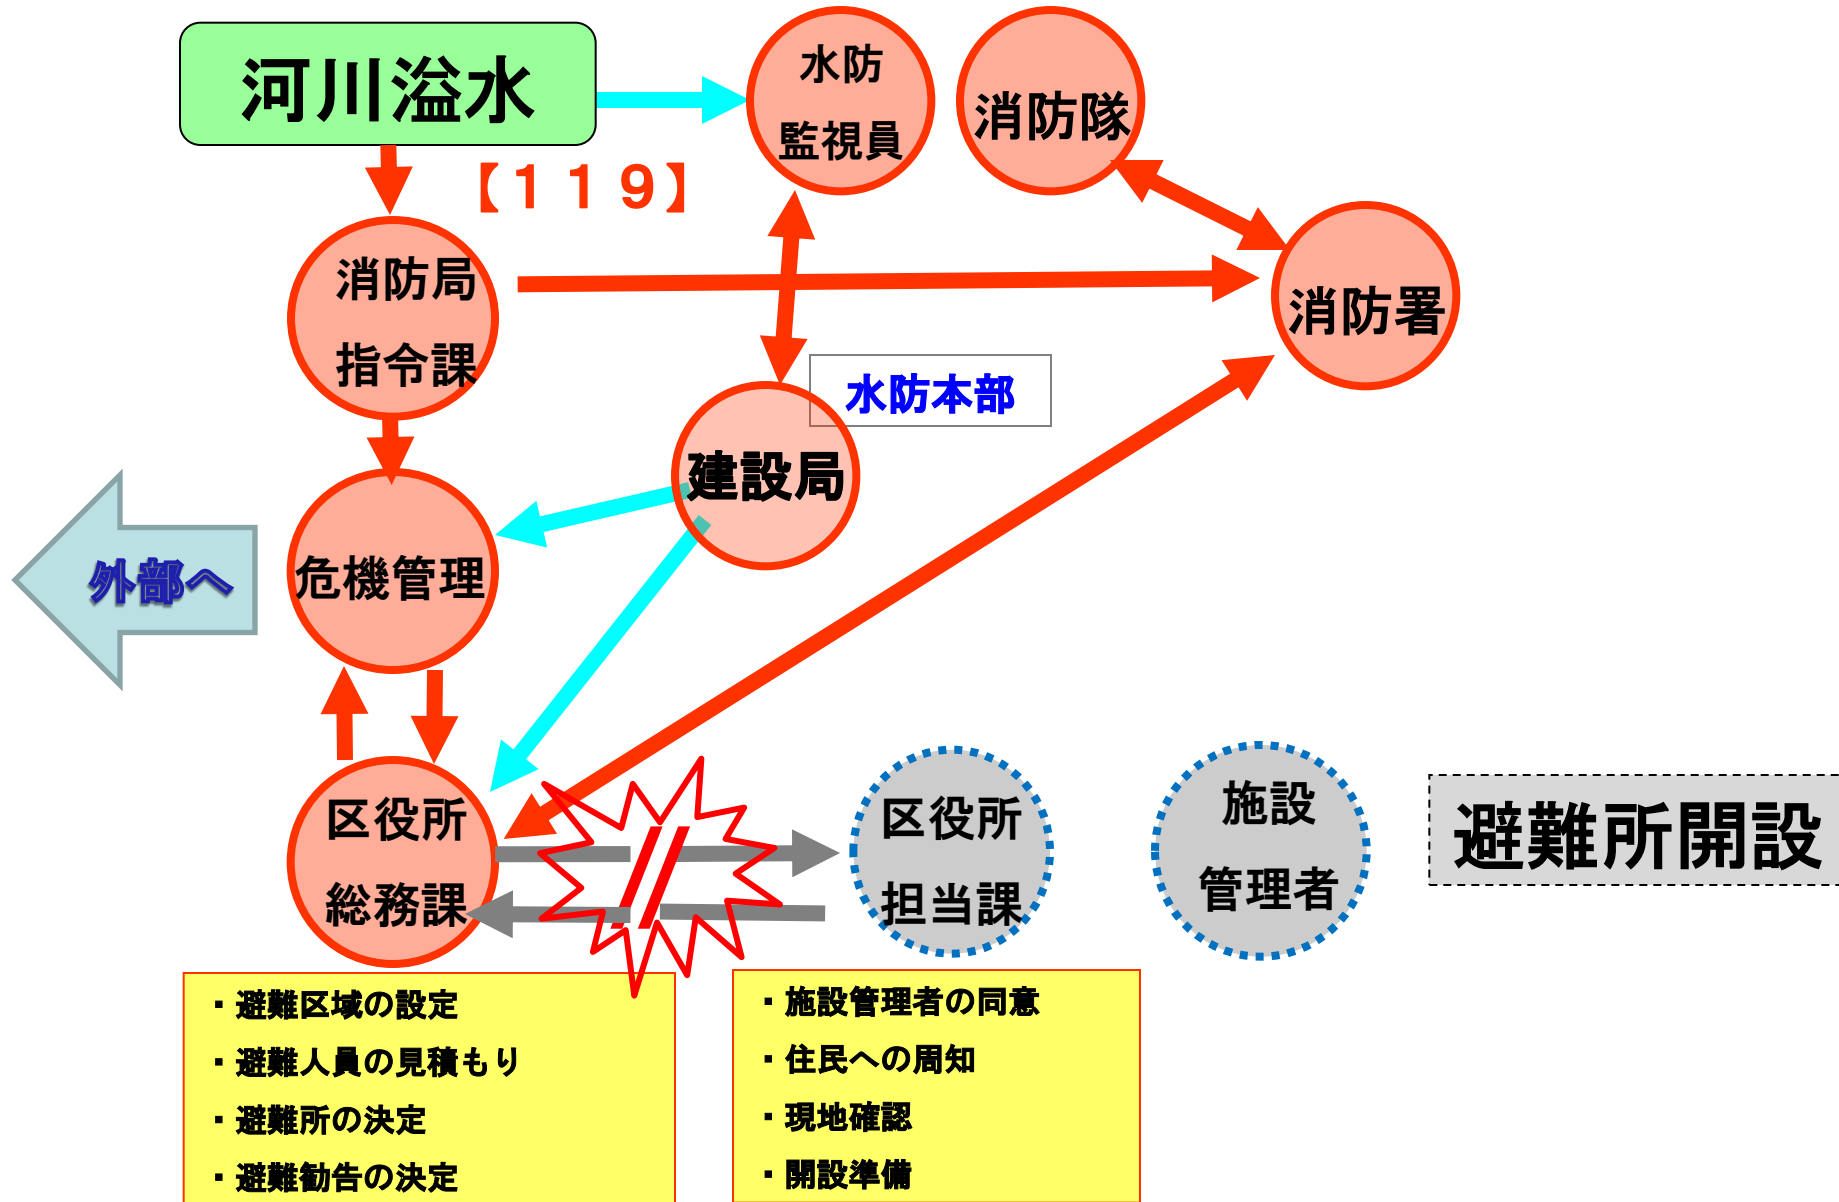 河川溢水
水防
監視員
消防隊
【１１９】
消防局
指令課
消防署
水防本部
建設局
危機管理
外部へ
区役所
総務課
区役所
担当課
施設
管理者
避難所開設
・避難区域の設定
・避難人員の見積もり
・避難所の決定
・避難勧告の決定
・施設管理者の同意
・住民への周知
・現地確認
・開設準備